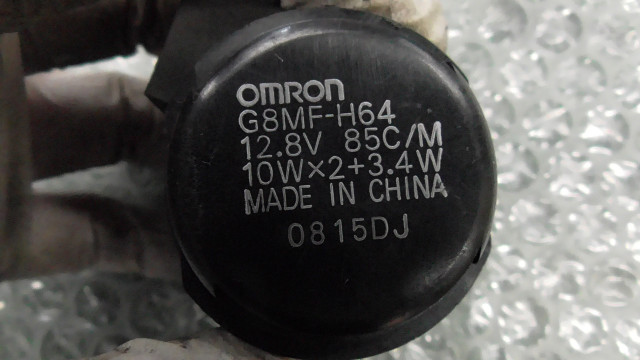 OMRON
G8MF-H64
12.8V 85C/M
10W×2+3.4W
MADE IN CHINA
0815DJ